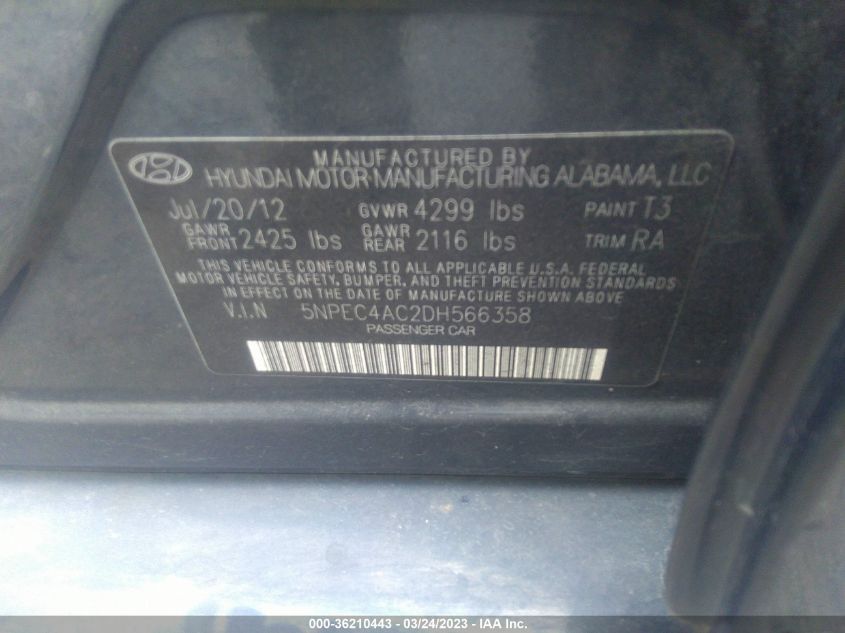 MANUFACTURED BY
HYUNDAI MOTOR MANUFACTURING ALABAMA, LLC
Jul/20/12 GVWR 4299 lbs PAINT T3
GAWR FRONT 2425 lbs GAWR REAR 2116 lbs TRIM RA
THIS VEHICLE CONFORMS TO ALL APPLICABLE U.S.A. FEDERAL
MOTOR VEHICLE SAFETY, BUMPER, AND THEFT PREVENTION STANDARDS
IN EFFECT ON THE DATE OF MANUFACTURE SHOWN ABOVE
V.I.N 5NPEC4AC2DH566358
PASSENGER CAR
000-36210443 - 03/24/2023 - IAA Inc.